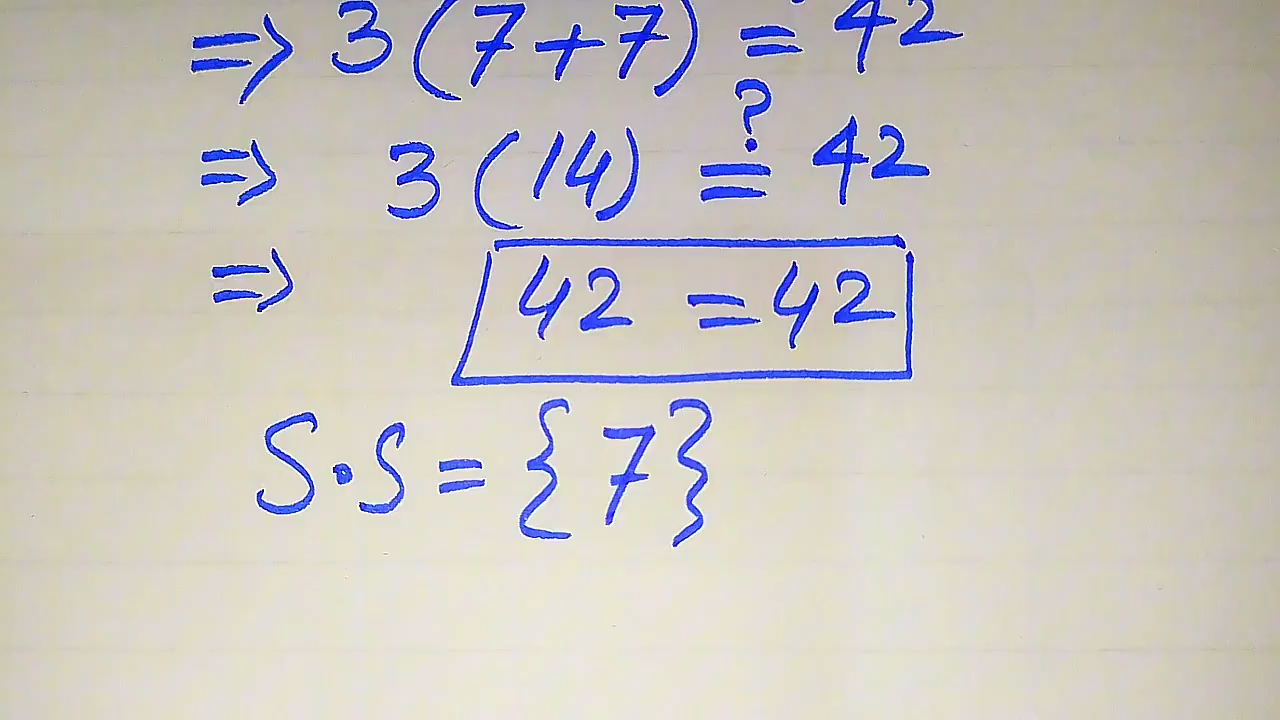 => 3(7+7) = 42
=> 3(14) ≟ 42
=> 42 = 42
S.S = {7}